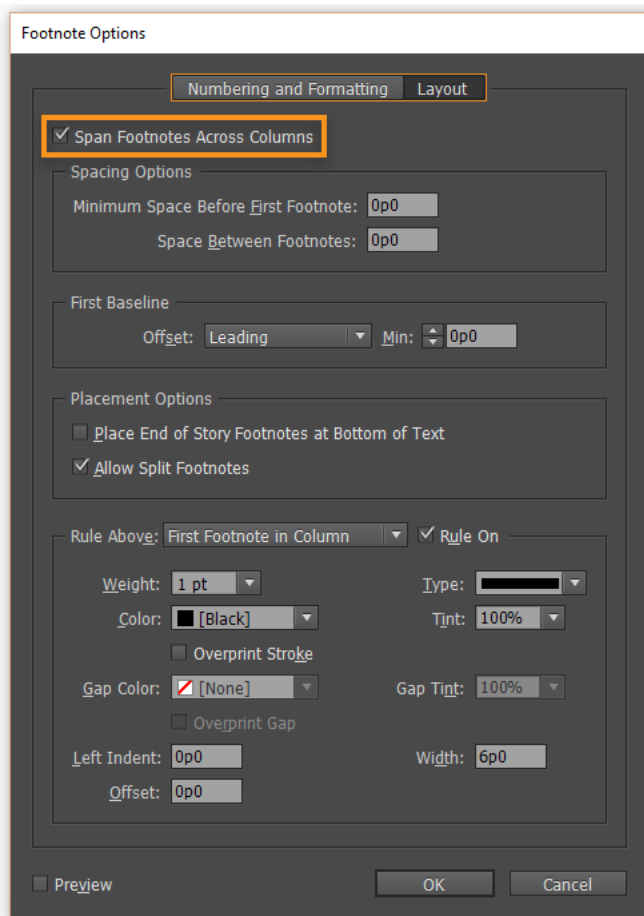 Footnote Options
Numbering and Formatting Layout
Span Footnotes Across Columns
Spacing Options
Minimum Space Before First Footnote: 0p0
Space Between Footnotes: 0p0
First Baseline
Offset: Leading Min: 0p0
Placement Options
Place End of Story Footnotes at Bottom of Text
Allow Split Footnotes
Rule Above: First Footnote in Column Rule On
Weight: 1 pt Type:
Color: [Black] Tint: 100%
Overprint Stroke
Gap Color: [None] Gap Tint: 100%
Overprint Gap
Left Indent: 0p0 Width: 6p0
Offset: 0p0
Preview OK Cancel